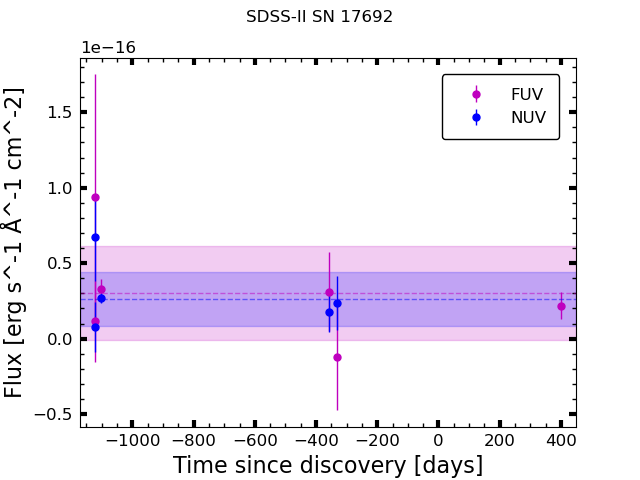 SDSS-II SN 17692
1e−16
FUV
NUV
1.5
1.0
0.5
0.0
−0.5
Flux [erg s^-1 Å^-1 cm^-2]
−1000 −800 −600 −400 −200 0 200 400
Time since discovery [days]